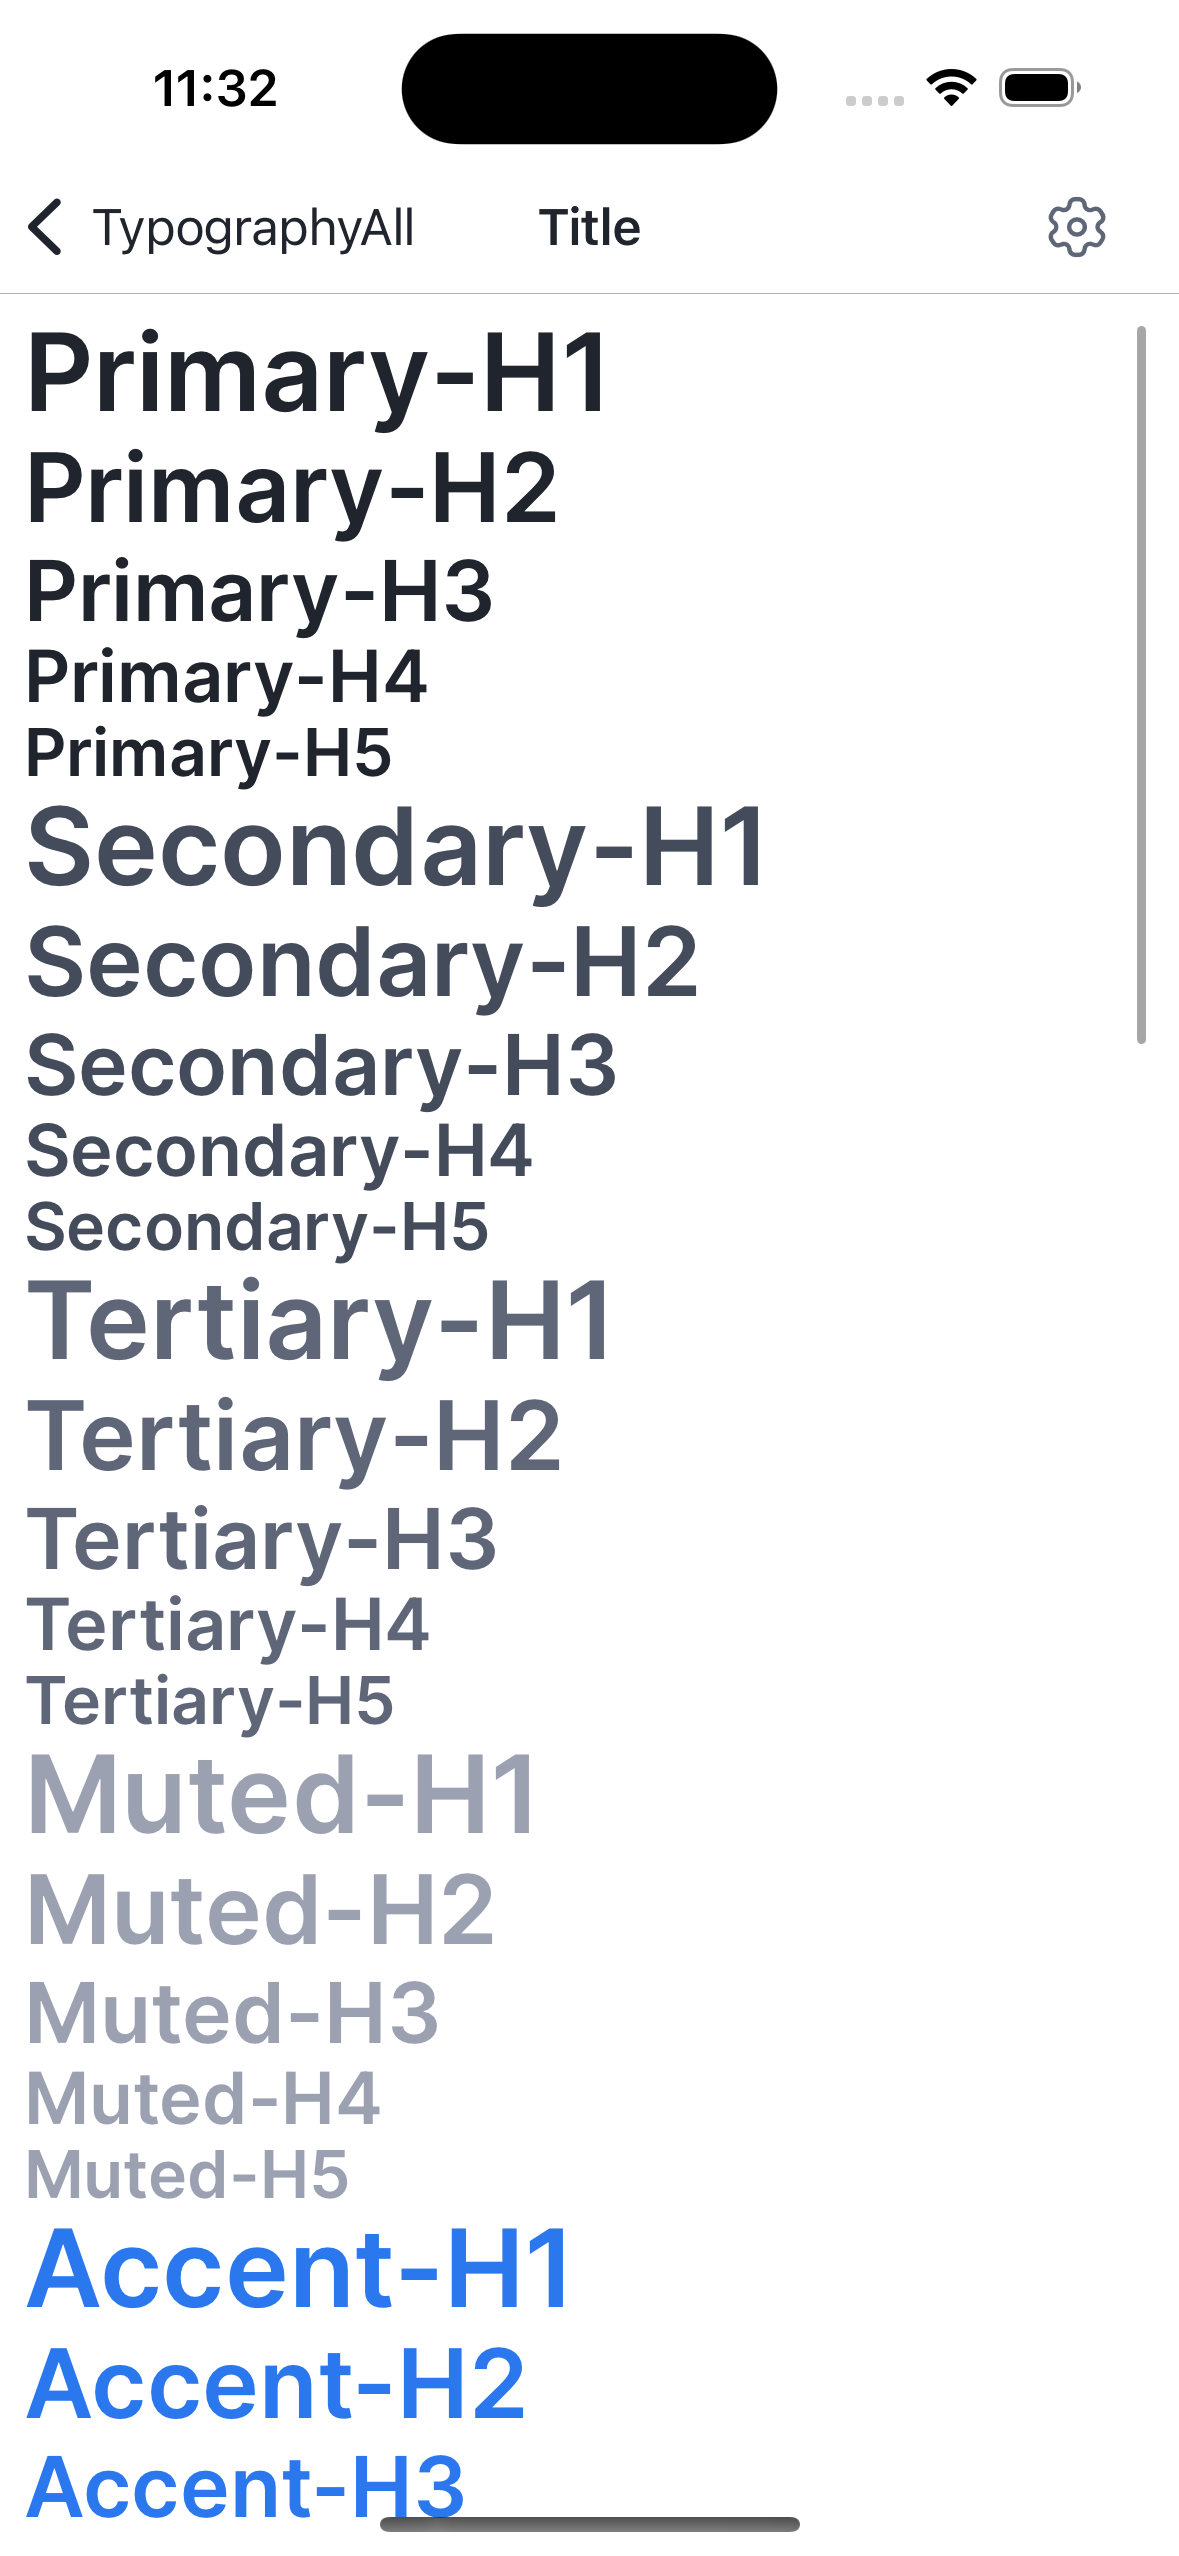 11:32
TypographyAll Title
Primary-H1
Primary-H2
Primary-H3
Primary-H4
Primary-H5
Secondary-H1
Secondary-H2
Secondary-H3
Secondary-H4
Secondary-H5
Tertiary-H1
Tertiary-H2
Tertiary-H3
Tertiary-H4
Tertiary-H5
Muted-H1
Muted-H2
Muted-H3
Muted-H4
Muted-H5
Accent-H1
Accent-H2
Accent-H3